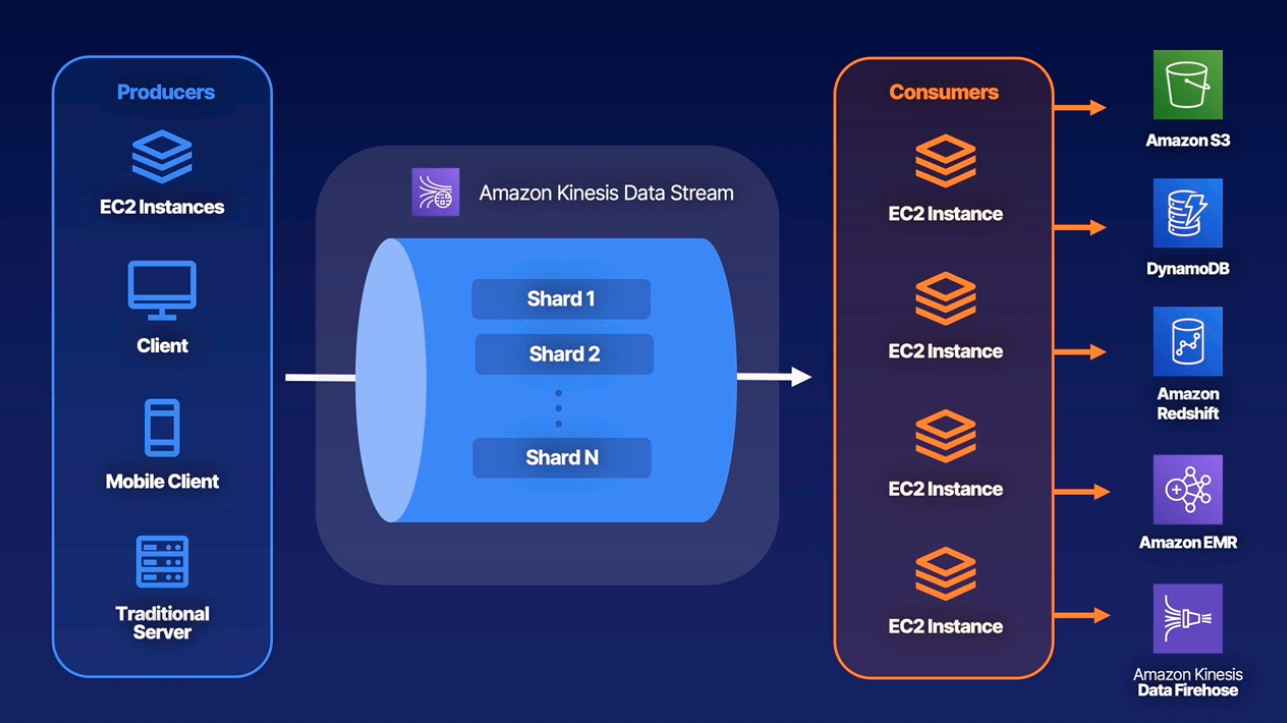 Producers
EC2 Instances
Client
Mobile Client
Traditional
Server
Amazon Kinesis Data Stream
Shard 1
Shard 2
Shard N
Consumers
EC2 Instance
EC2 Instance
EC2 Instance
EC2 Instance
Amazon S3
DynamoDB
Amazon
Redshift
Amazon EMR
Amazon Kinesis
Data Firehose